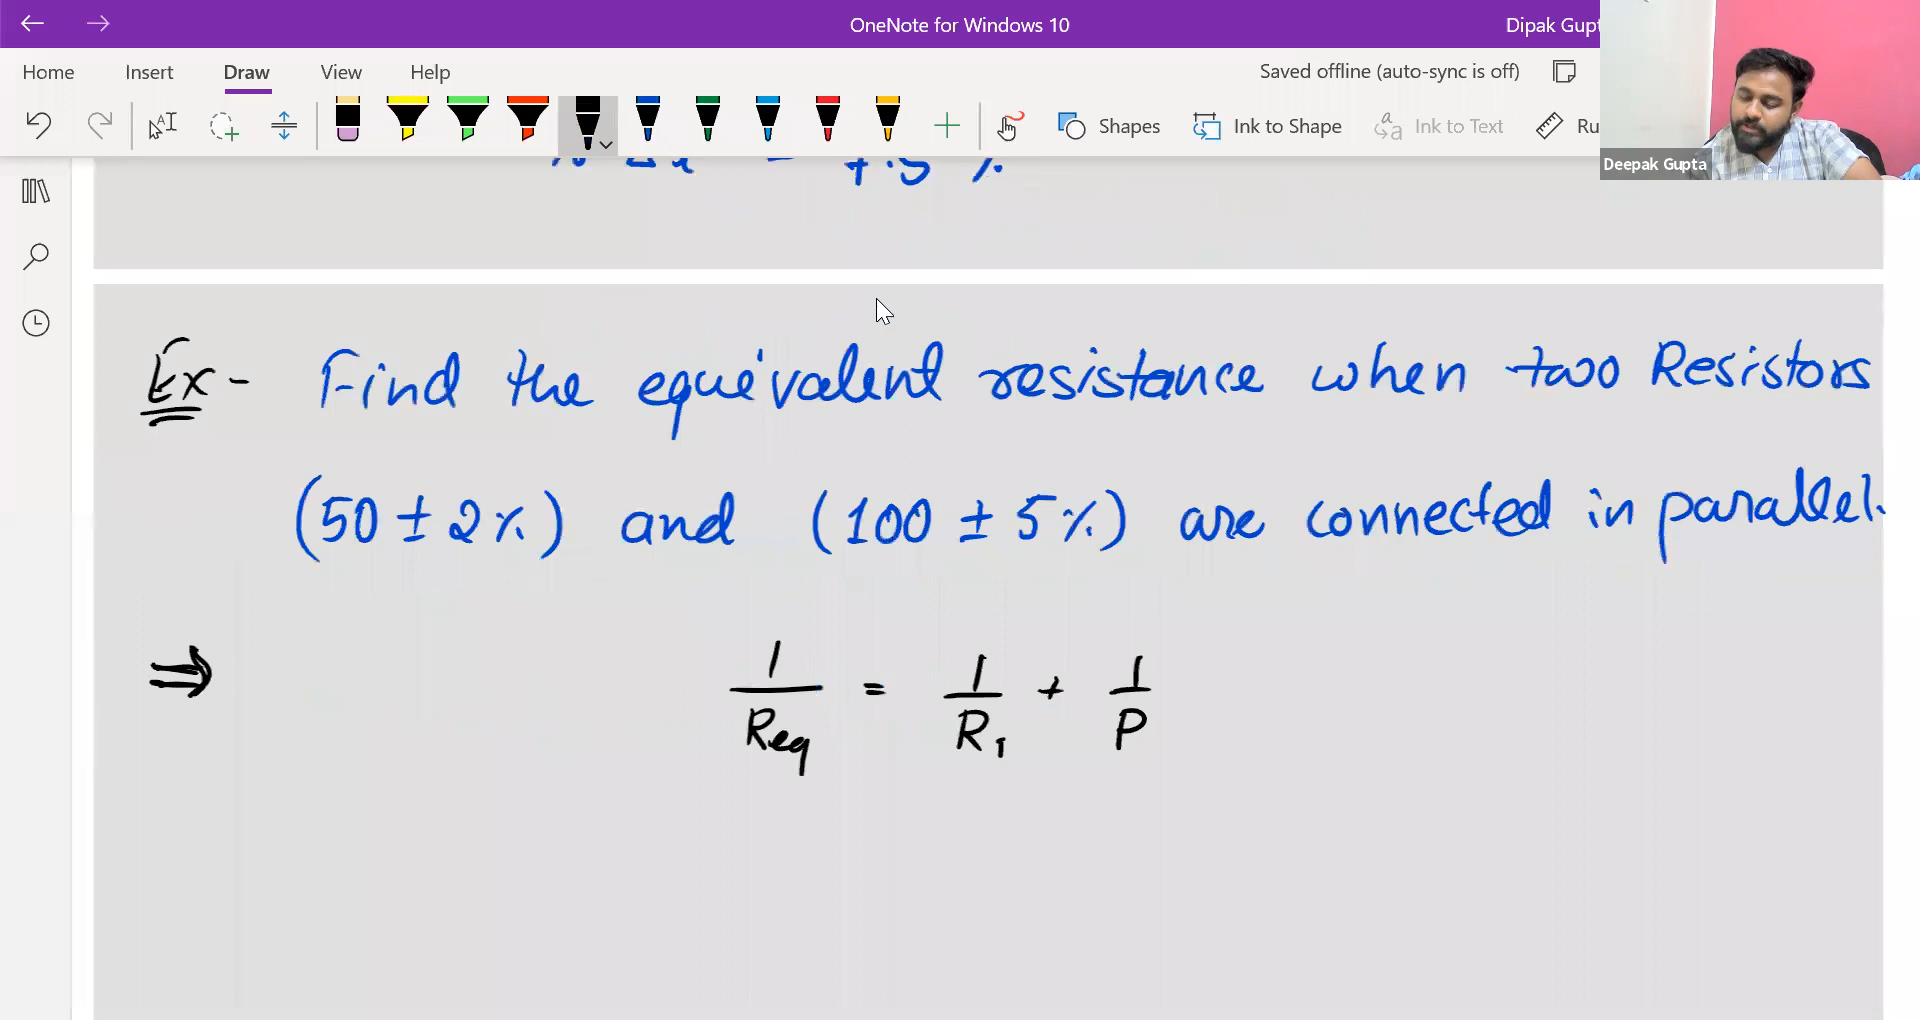 OneNote for Windows 10
Dipak Gupt
Home Insert Draw View Help
Saved offline (auto-sync is off)
Shapes Ink to Shape Ink to Text Ru
Deepak Gupta
Ex - Find the equivalent resistance when two Resistors
(50 ± 2%) and (100 ± 5%) are connected in parallel.
⇒ 1/Req = 1/R1 + 1/P